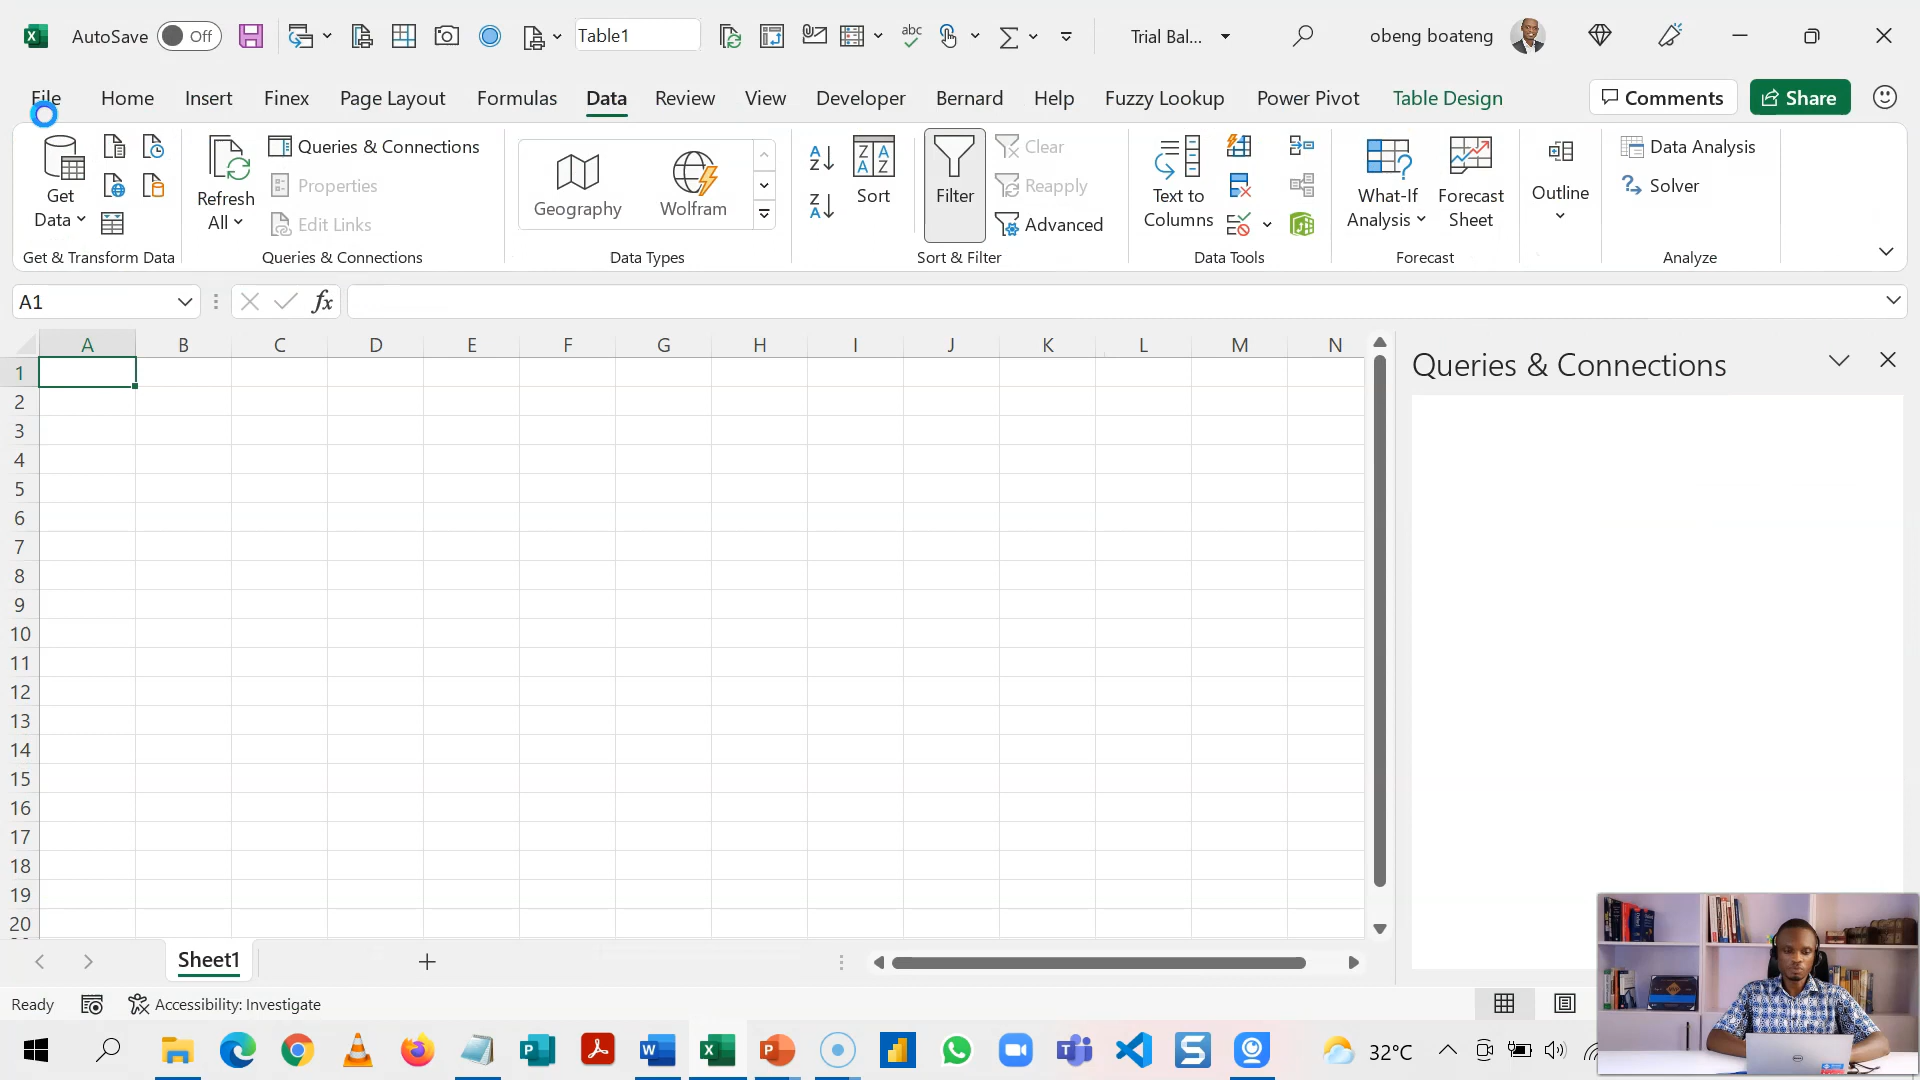 AutoSave Off Table1 Trial Bal... obeng boateng
File Home Insert Finex Page Layout Formulas Data Review View Developer Bernard Help Fuzzy Lookup Power Pivot Table Design Comments Share
Get Data
Refresh All
Queries & Connections
Properties
Edit Links
Geography
Wolfram
Sort
Filter
Clear
Reapply
Advanced
Text to Columns
What-If Analysis
Forecast Sheet
Outline
Data Analysis
Solver
Get & Transform Data Queries & Connections Data Types Sort & Filter Data Tools Forecast Analyze
A1 fx
A B C D E F G H I J K L M N
Queries & Connections
1
2
3
4
5
6
7
8
9
10
11
12
13
14
15
16
17
18
19
20
Sheet1
Ready Accessibility: Investigate
32°C